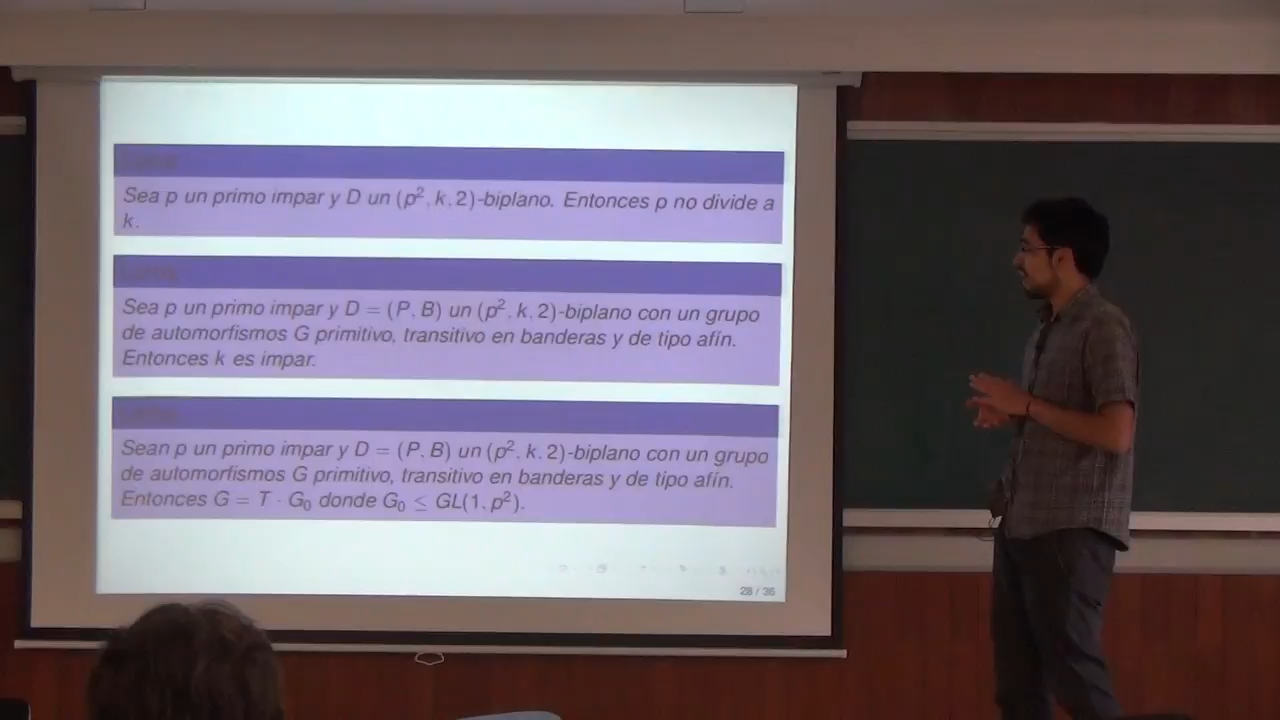 Sea p un primo impar y D un (p², k, 2)-biplano. Entonces p no divide a
k.
Sea p un primo impar y D = (P, B) un (p², k, 2)-biplano con un grupo
de automorfismos G primitivo, transitivo en banderas y de tipo afín.
Entonces k es impar.
Sean p un primo impar y D = (P, B) un (p², k, 2)-biplano con un grupo
de automorfismos G primitivo, transitivo en banderas y de tipo afín.
Entonces G = T · G₀ donde G₀ ≤ GL(1, p²).
28 / 36